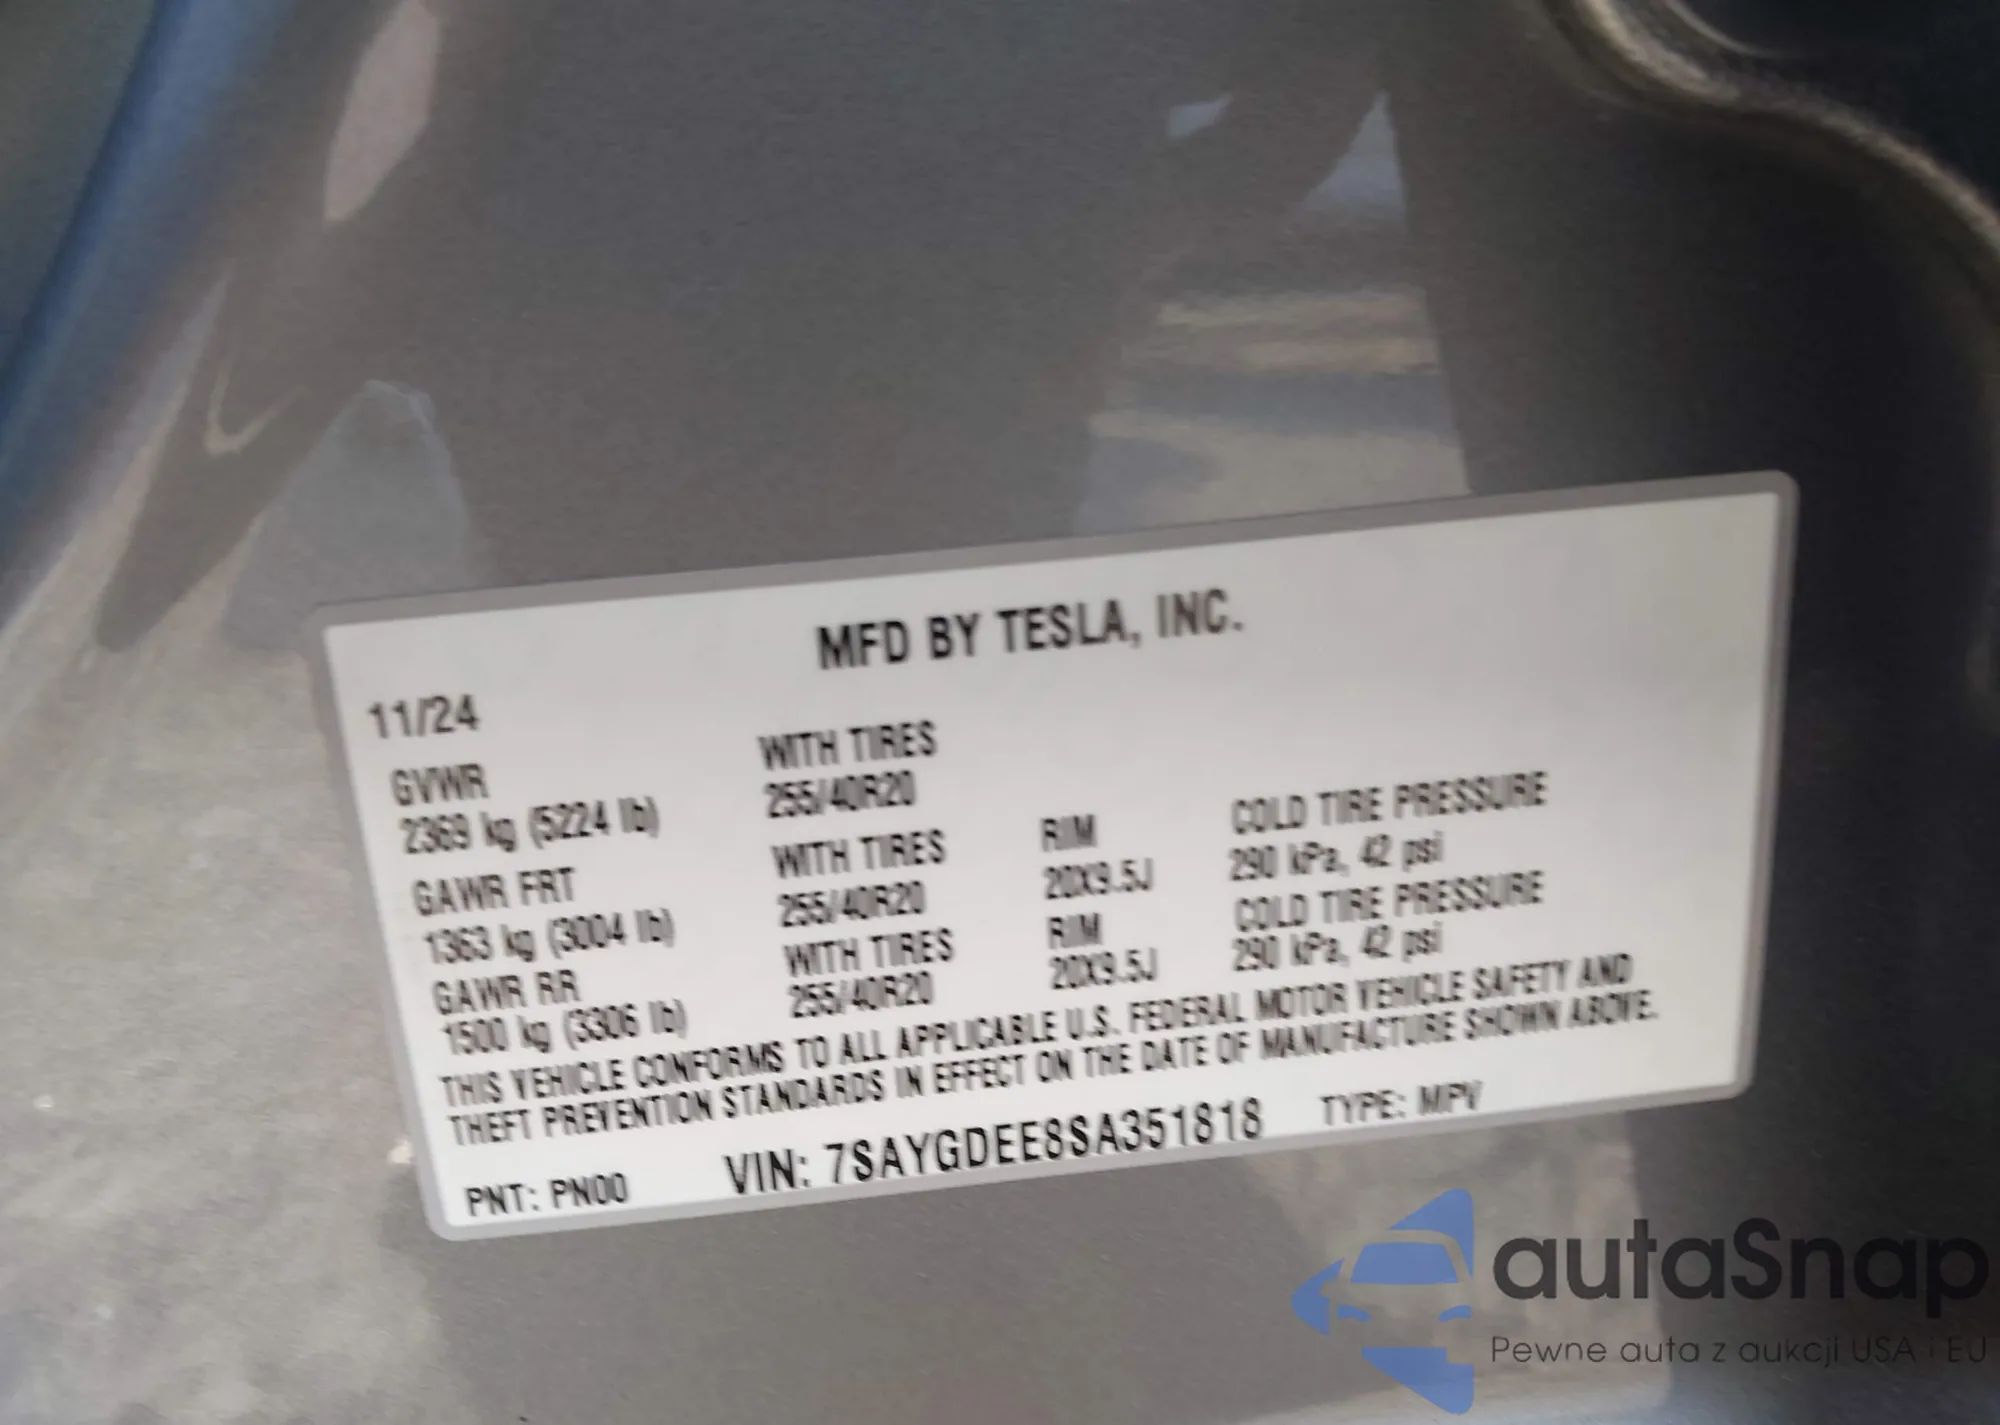 MFD BY TESLA, INC.
11/24
GVWR WITH TIRES
2369 kg (5224 lb) 255/40R20
GAWR FRT WITH TIRES RIM COLD TIRE PRESSURE
1363 kg (3004 lb) 255/40R20 20X9.5J 290 kPa, 42 psi
GAWR RR WITH TIRES RIM COLD TIRE PRESSURE
1500 kg (3306 lb) 255/40R20 20X9.5J 290 kPa, 42 psi
THIS VEHICLE CONFORMS TO ALL APPLICABLE U.S. FEDERAL MOTOR VEHICLE SAFETY AND
THEFT PREVENTION STANDARDS IN EFFECT ON THE DATE OF MANUFACTURE SHOWN ABOVE.
PNT: PN00 VIN: 7SAYGDEE8SA351818 TYPE: MPV
autaSnap
Pewne auta z aukcji USA i EU